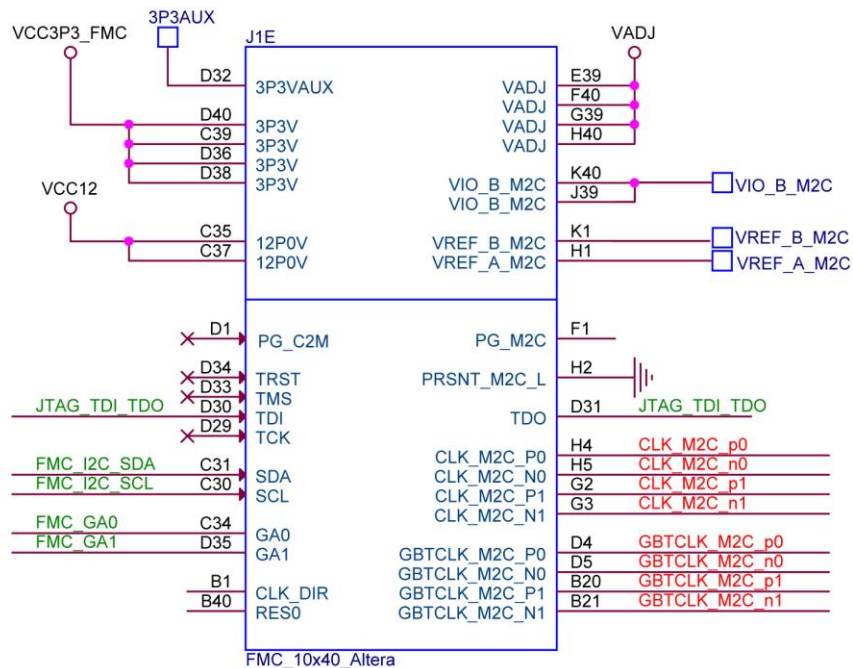 3P3AUX
VCC3P3_FMC
J1E
VADJ
D32
3P3VAUX
VADJ
E39
VADJ
F40
D40
3P3V
VADJ
G39
C39
3P3V
VADJ
H40
D36
3P3V
D38
3P3V
VIO_B_M2C
K40
VIO_B_M2C
VIO_B_M2C
J39
VCC12
C35
12P0V
VREF_B_M2C
K1
VREF_B_M2C
C37
12P0V
VREF_A_M2C
H1
VREF_A_M2C
D1
PG_C2M
PG_M2C
F1
D34
TRST
PRSNT_M2C_L
H2
D33
TMS
JTAG_TDI_TDO
D30
TDI
TDO
D31
JTAG_TDI_TDO
D29
TCK
CLK_M2C_P0
H4
CLK_M2C_p0
FMC_I2C_SDA
C31
SDA
CLK_M2C_N0
H5
CLK_M2C_n0
FMC_I2C_SCL
C30
SCL
CLK_M2C_P1
G2
CLK_M2C_p1
CLK_M2C_N1
G3
CLK_M2C_n1
FMC_GA0
C34
GA0
FMC_GA1
D35
GA1
GBTCLK_M2C_P0
D4
GBTCLK_M2C_p0
GBTCLK_M2C_N0
D5
GBTCLK_M2C_n0
B1
CLK_DIR
GBTCLK_M2C_P1
B20
GBTCLK_M2C_p1
B40
RES0
GBTCLK_M2C_N1
B21
GBTCLK_M2C_n1
FMC_10x40_Altera